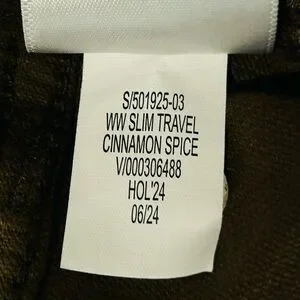 S/501925-03
WW SLIM TRAVEL
CINNAMON SPICE
V/000306488
HOL'24
06/24